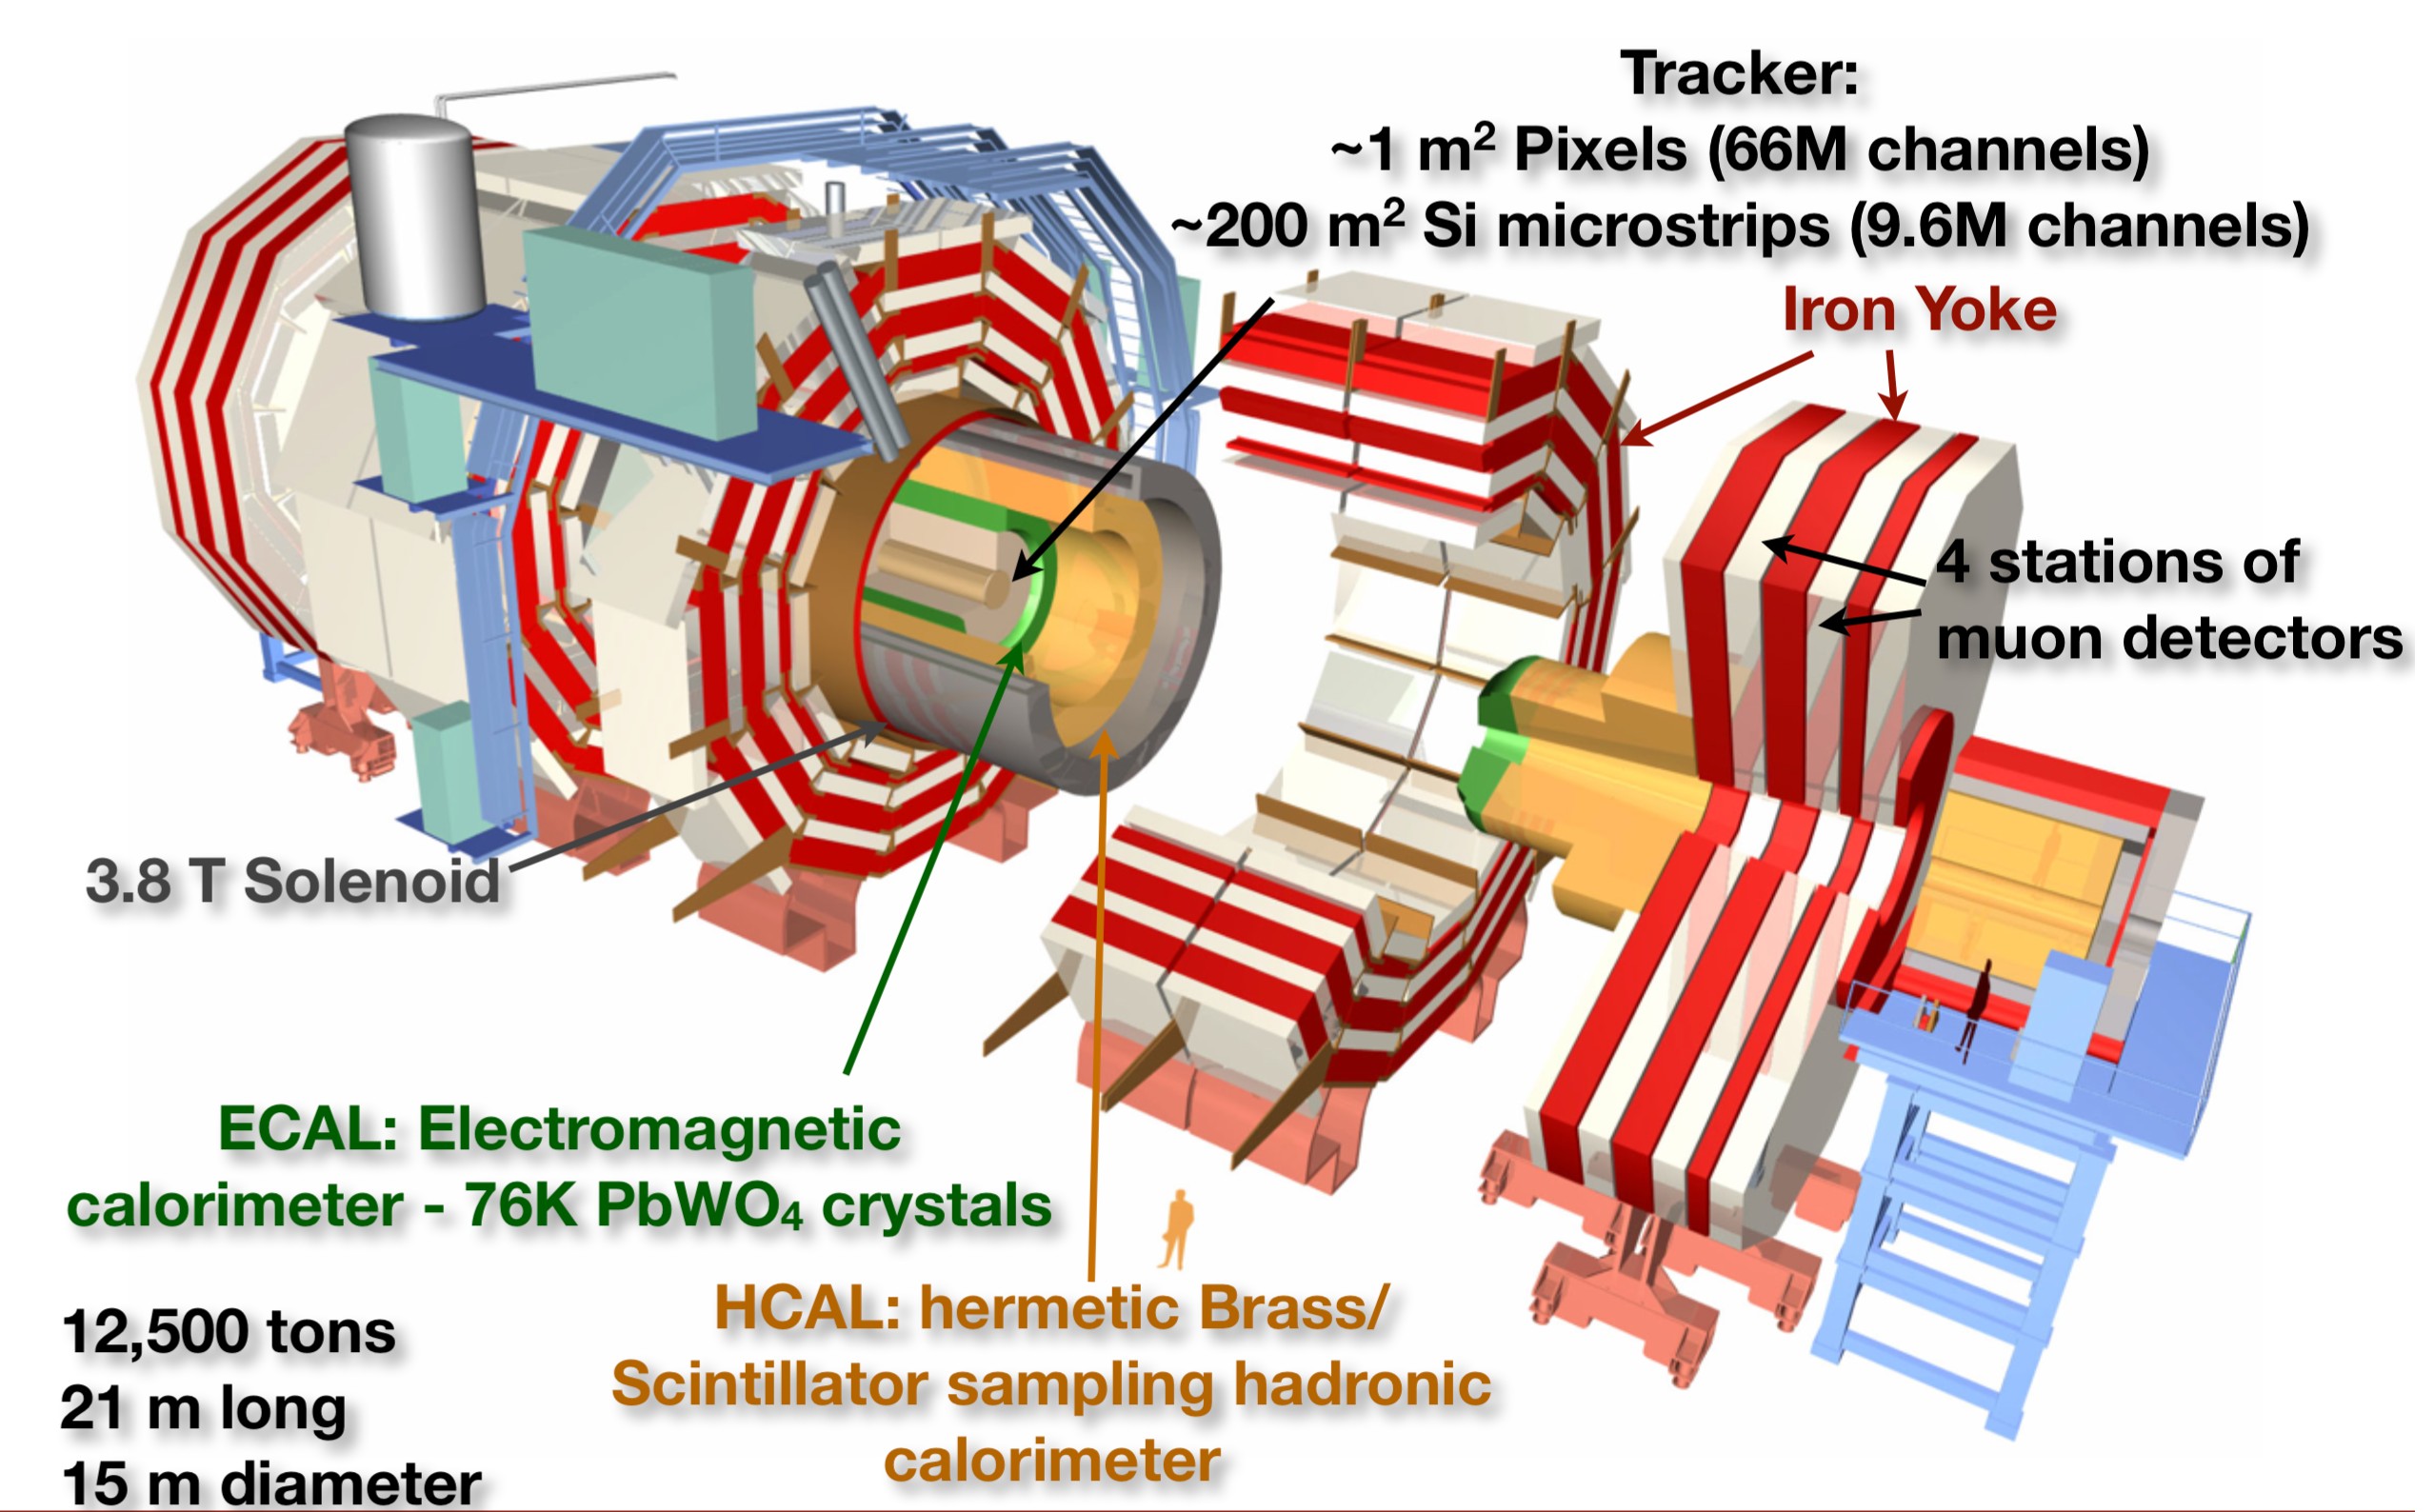 Tracker:
~1 m² Pixels (66M channels)
~200 m² Si microstrips (9.6M channels)
Iron Yoke
4 stations of
muon detectors
3.8 T Solenoid
ECAL: Electromagnetic
calorimeter - 76K PbWO₄ crystals
HCAL: hermetic Brass/
Scintillator sampling hadronic
calorimeter
12,500 tons
21 m long
15 m diameter